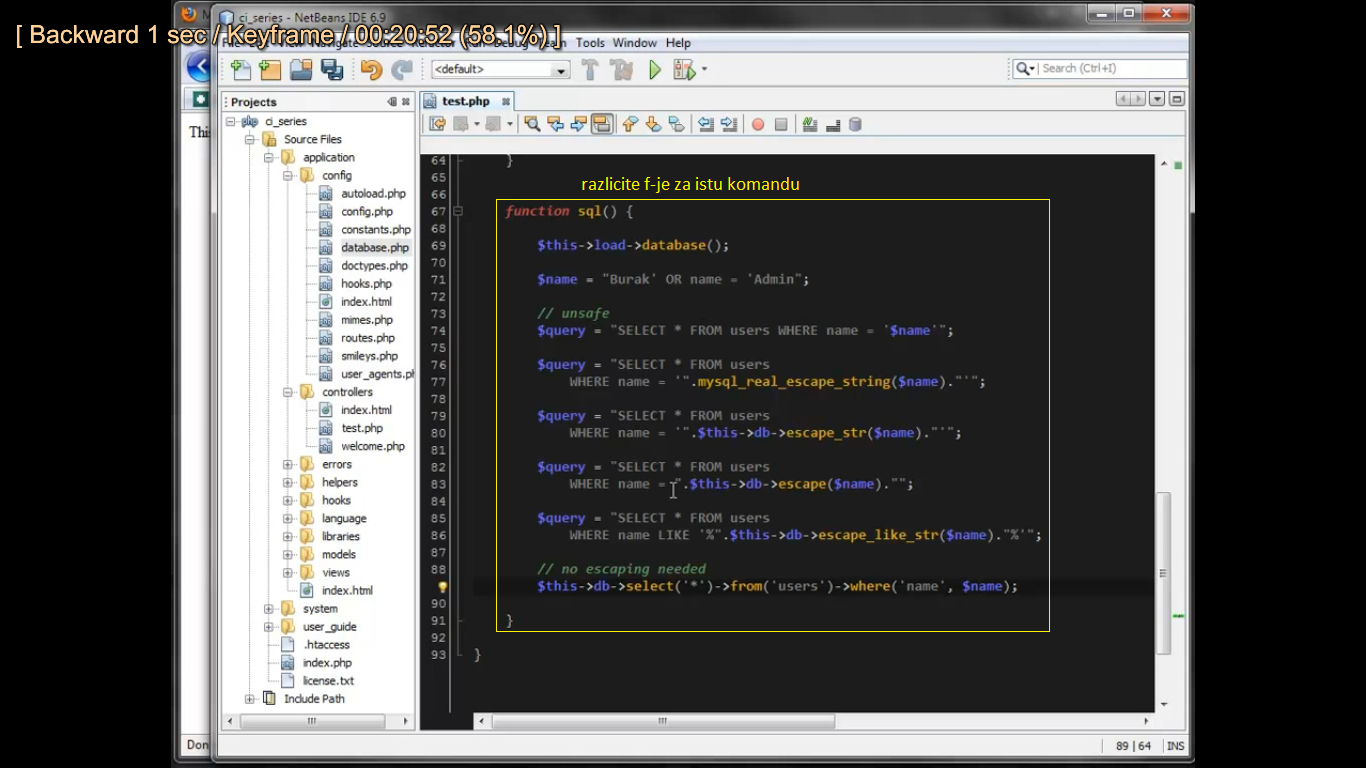 [ Backward 1 sec / Keyframe / 00:20:52 (58.1%) ]
ci_series - NetBeans IDE 6.9
Tools Window Help
<default>
Search (Ctrl+I)
Projects
test.php
ci_series
Source Files
application
config
autoload.php
config.php
constants.php
database.php
doctypes.php
hooks.php
index.html
mimes.php
routes.php
smileys.php
user_agents.ph
controllers
index.html
test.php
welcome.php
errors
helpers
hooks
language
libraries
models
views
index.html
system
user_guide
.htaccess
index.php
license.txt
Include Path
This
Don
razlicite f-je za istu komandu
64 }
65
66
67 function sql() {
68
69 $this->load->database();
70
71 $name = "Burak' OR name = 'Admin";
72
73 // unsafe
74 $query = "SELECT * FROM users WHERE name = '$name'";
75
76 $query = "SELECT * FROM users
77 WHERE name = '".mysql_real_escape_string($name)."'";
78
79 $query = "SELECT * FROM users
80 WHERE name = '".$this->db->escape_str($name)."'";
81
82 $query = "SELECT * FROM users
83 WHERE name = ".$this->db->escape($name)."";
84
85 $query = "SELECT * FROM users
86 WHERE name LIKE '%".$this->db->escape_like_str($name)."%'";
87
88 // no escaping needed
$this->db->select('*')->from('users')->where('name', $name);
90
91 }
92
93 }
89 | 64 INS